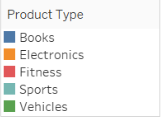 Product Type
Books
Electronics
Fitness
Sports
Vehicles